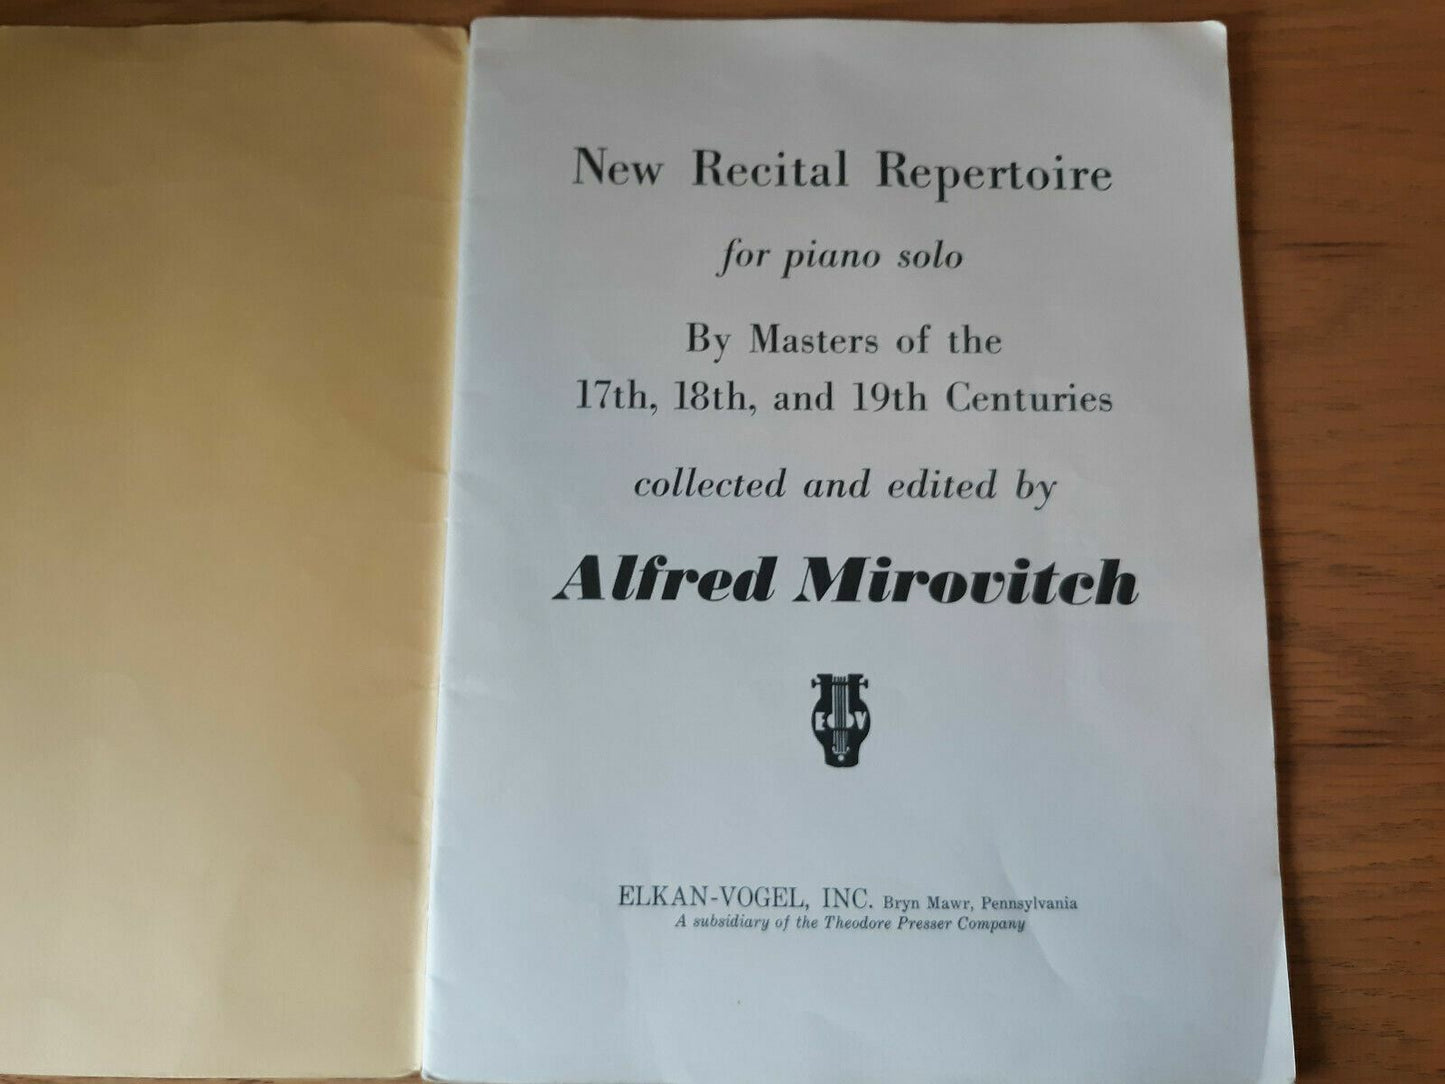 New Recital Repertoire
for piano solo
By Masters of the
17th, 18th, and 19th Centuries
collected and edited by
Alfred Mirovitch
E V
ELKAN-VOGEL, INC. Bryn Mawr, Pennsylvania
A subsidiary of the Theodore Presser Company